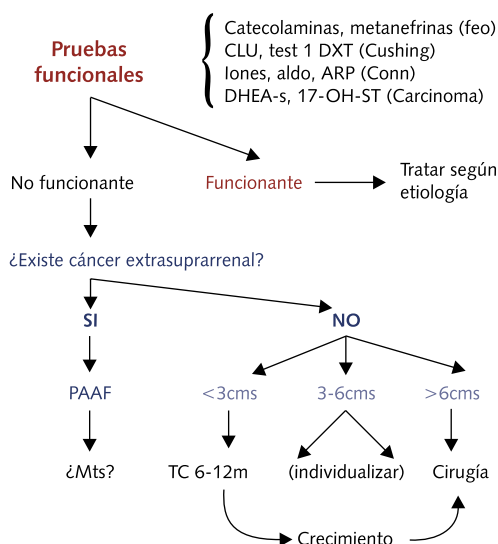 Pruebas
funcionales
Catecolaminas, metanefrinas (feo)
CLU, test 1 DXT (Cushing)
Iones, aldo, ARP (Conn)
DHEA-s, 17-OH-ST (Carcinoma)
No funcionante
Funcionante
Tratar según
etiología
¿Existe cáncer extrasuprarrenal?
SI
NO
PAAF
<3cms
3-6cms
>6cms
¿Mts?
TC 6-12m
(individualizar)
Cirugía
Crecimiento